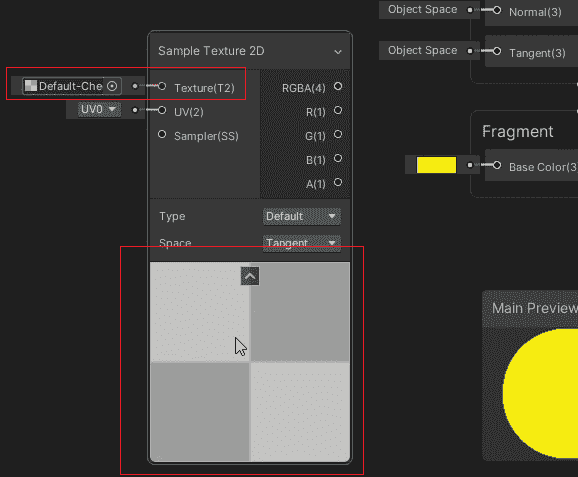 Object Space
Normal(3)
Object Space
Tangent(3)
Sample Texture 2D
Default-Che
Texture(T2)
RGBA(4)
UV0
UV(2)
R(1)
Sampler(SS)
G(1)
B(1)
A(1)
Fragment
Base Color(3
Type
Default
Space
Tangent
Main Preview